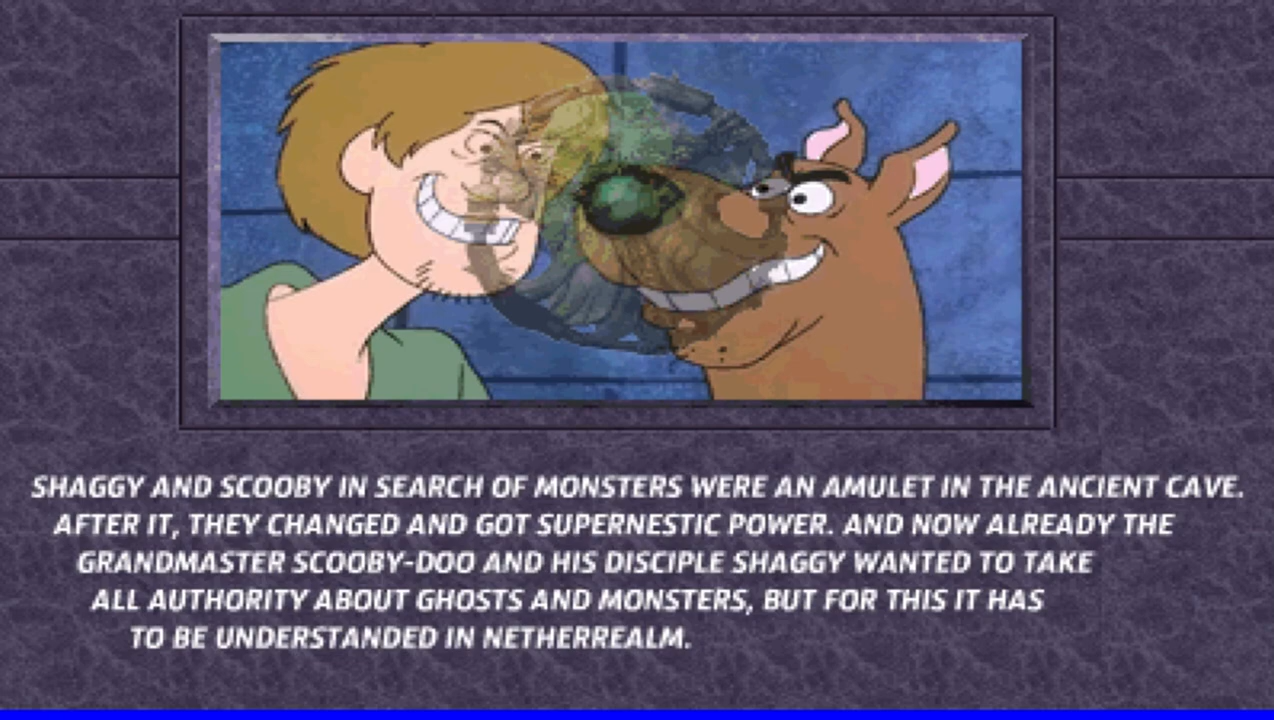 SHAGGY AND SCOOBY IN SEARCH OF MONSTERS WERE AN AMULET IN THE ANCIENT CAVE.
AFTER IT, THEY CHANGED AND GOT SUPERNESTIC POWER. AND NOW ALREADY THE
GRANDMASTER SCOOBY-DOO AND HIS DISCIPLE SHAGGY WANTED TO TAKE
ALL AUTHORITY ABOUT GHOSTS AND MONSTERS, BUT FOR THIS IT HAS
TO BE UNDERSTANDED IN NETHERREALM.